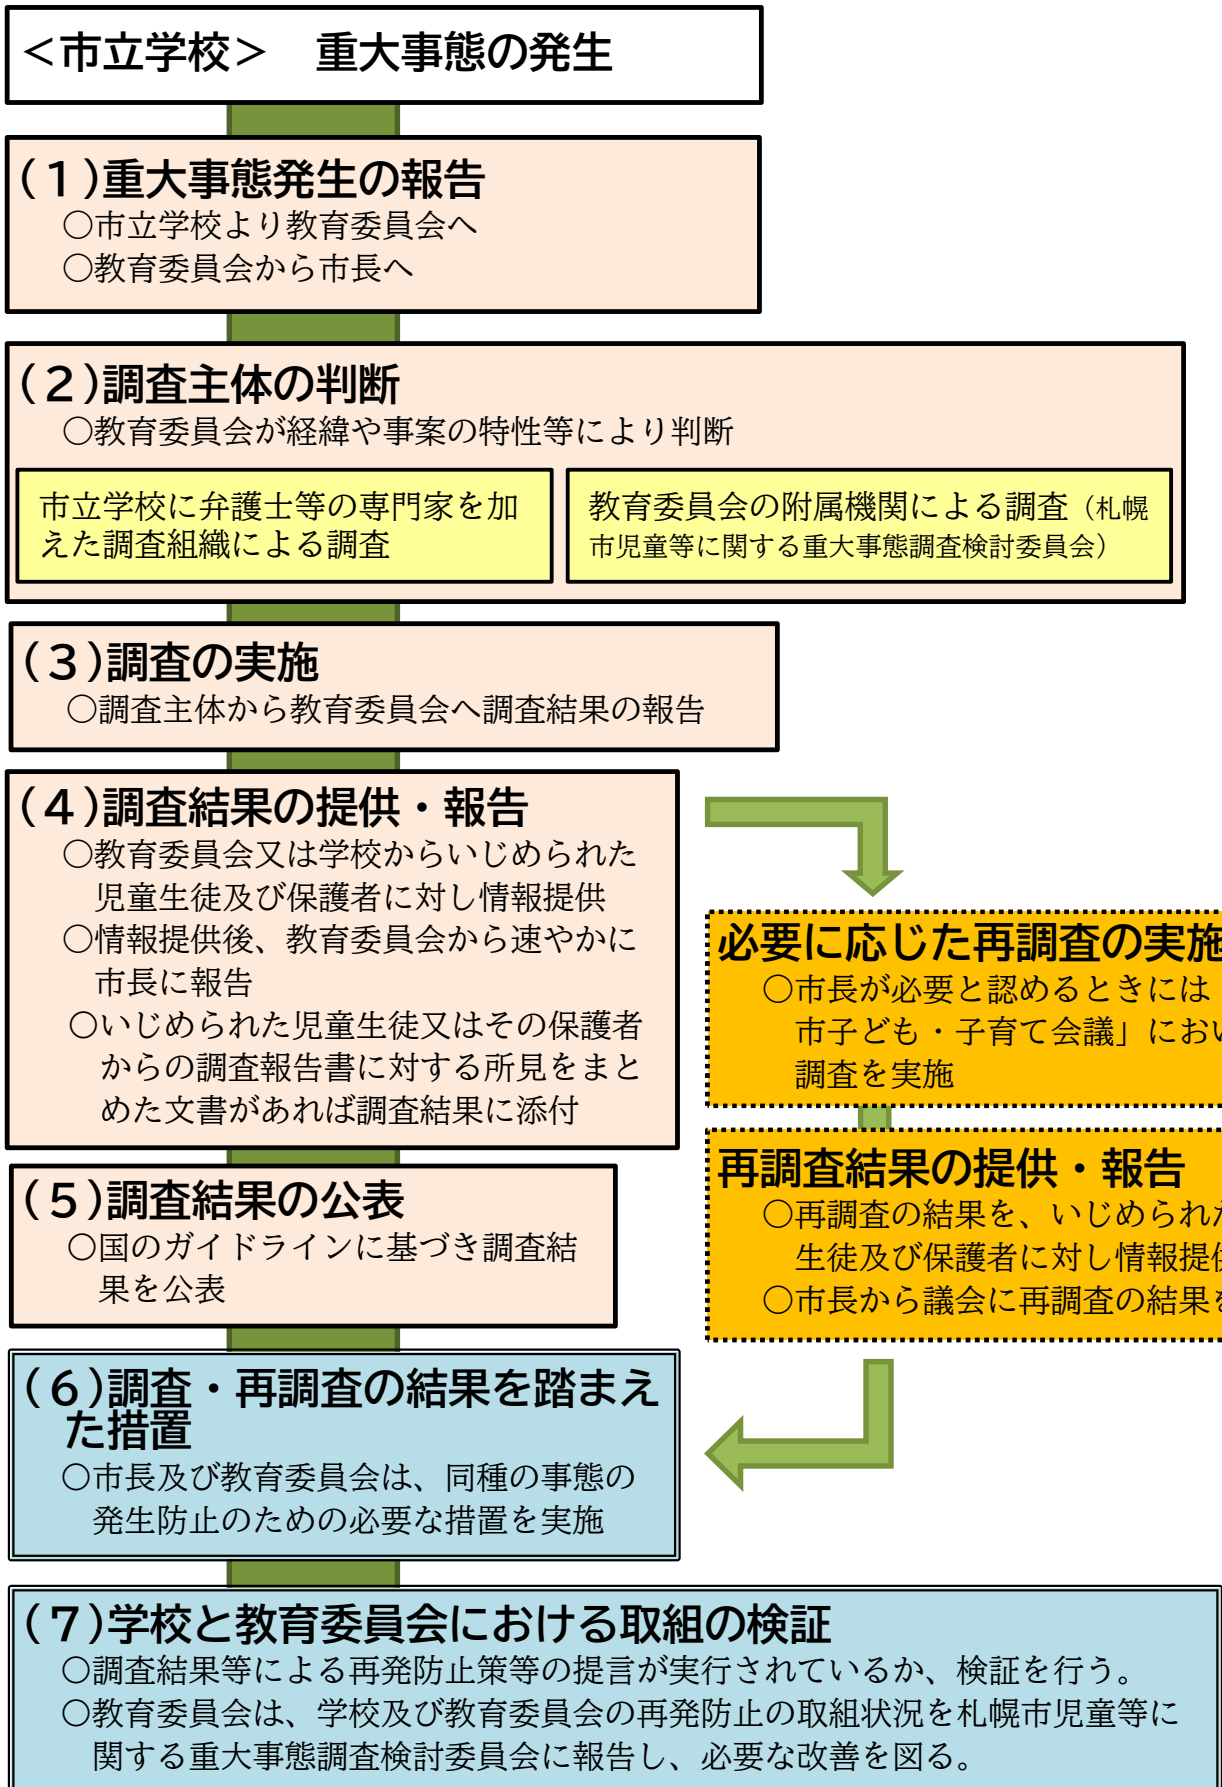 ＜市立学校＞　重大事態の発生
(１)重大事態発生の報告
○市立学校より教育委員会へ
○教育委員会から市長へ
(２)調査主体の判断
○教育委員会が経緯や事案の特性等により判断
市立学校に弁護士等の専門家を加
えた調査組織による調査
教育委員会の附属機関による調査（札幌
市児童等に関する重大事態調査検討委員会）
(３)調査の実施
○調査主体から教育委員会へ調査結果の報告
(４)調査結果の提供・報告
○教育委員会又は学校からいじめられた
児童生徒及び保護者に対し情報提供
○情報提供後、教育委員会から速やかに
市長に報告
○いじめられた児童生徒又はその保護者
からの調査報告書に対する所見をまと
めた文書があれば調査結果に添付
必要に応じた再調査の実施
○市長が必要と認めるときには
市子ども・子育て会議」におい
調査を実施
再調査結果の提供・報告
○再調査の結果を、いじめられた
生徒及び保護者に対し情報提供
○市長から議会に再調査の結果を
(５)調査結果の公表
○国のガイドラインに基づき調査結
果を公表
(６)調査・再調査の結果を踏まえ
た措置
○市長及び教育委員会は、同種の事態の
発生防止のための必要な措置を実施
(７)学校と教育委員会における取組の検証
○調査結果等による再発防止策等の提言が実行されているか、検証を行う。
○教育委員会は、学校及び教育委員会の再発防止の取組状況を札幌市児童等に
関する重大事態調査検討委員会に報告し、必要な改善を図る。